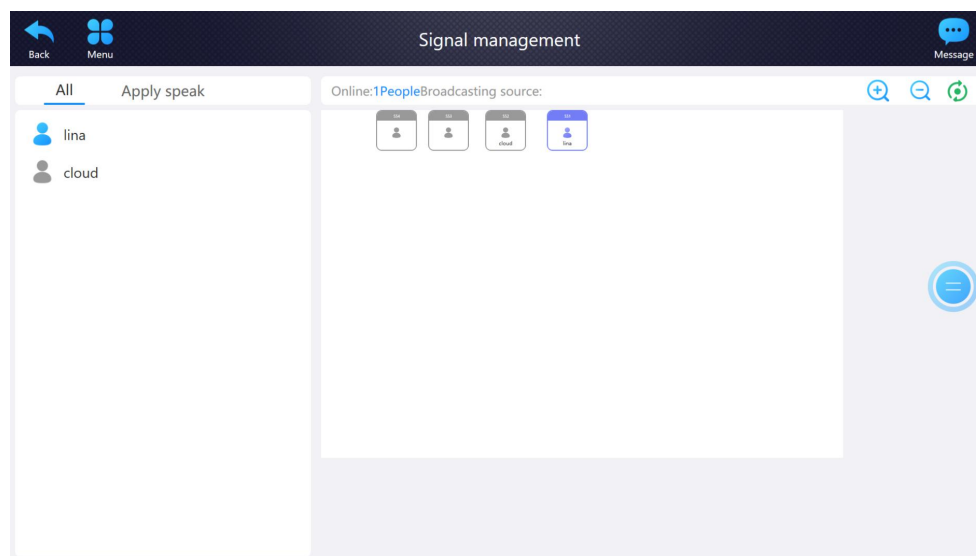 Signal management
Back
Menu
Message
All
Apply speak
Online:1PeopleBroadcasting source:
lina
cloud
cloud
lina